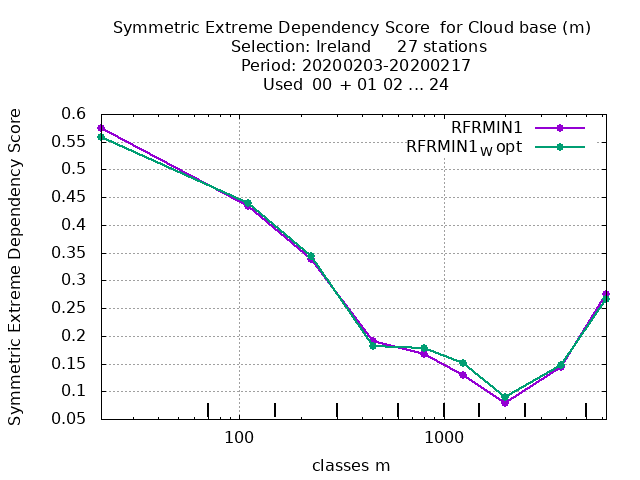 Symmetric Extreme Dependency Score for Cloud base (m)
Selection: Ireland 27 stations
Period: 20200203-20200217
Used 00 + 01 02 ... 24
RFRMIN1
RFRMIN1W opt
Symmetric Extreme Dependency Score
0.6
0.55
0.5
0.45
0.4
0.35
0.3
0.25
0.2
0.15
0.1
0.05
100 1000
classes m